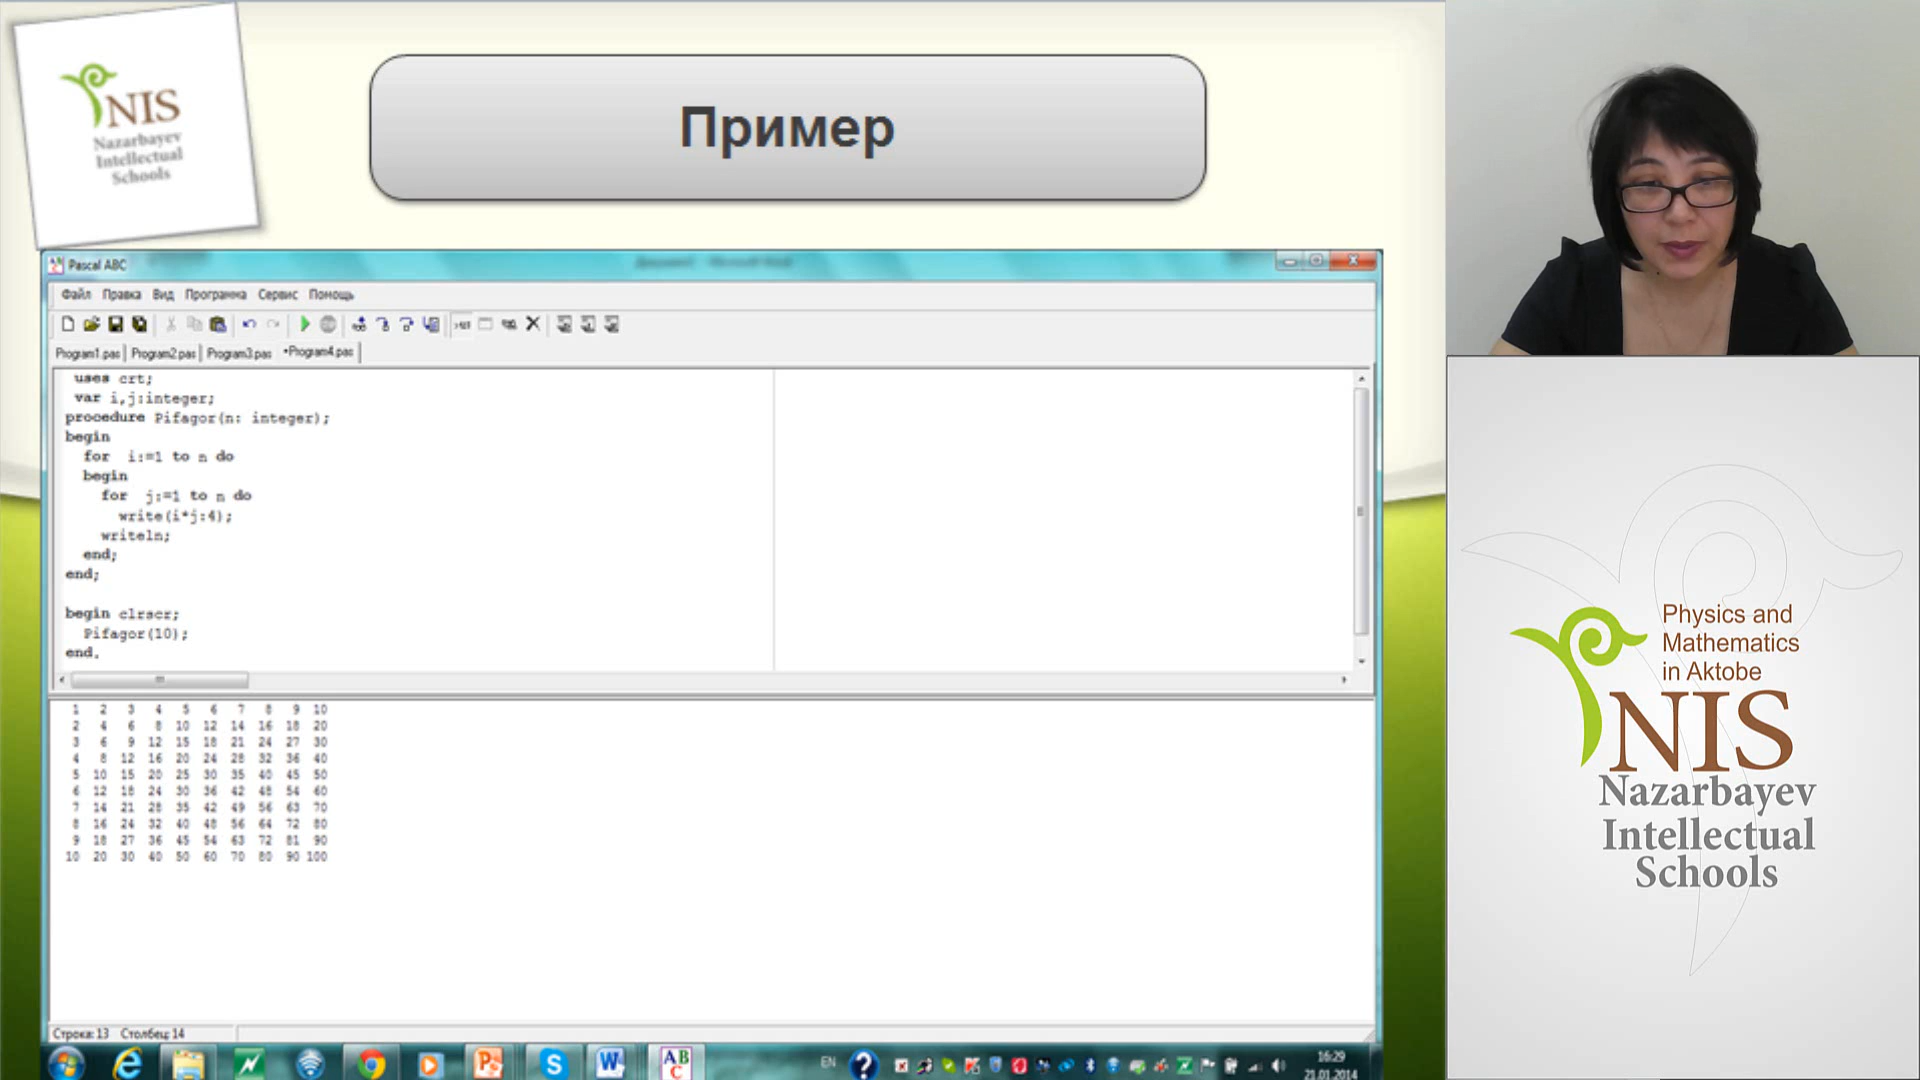 NIS
Nazarbayev
Intellectual
Schools
Пример
Pascal ABC
Файл Правка Вид Программа Сервис Помощь
Program1.pas Program2.pas Program3.pas •Program4.pas
uses crt;
var i,j:integer;
procedure Pifagor(n: integer);
begin
for i:=1 to n do
begin
for j:=1 to n do
write(i*j:4);
writeln;
end;
end;
begin clrscr;
Pifagor(10);
end.
1 2 3 4 5 6 7 8 9 10
2 4 6 8 10 12 14 16 18 20
3 6 9 12 15 18 21 24 27 30
4 8 12 16 20 24 28 32 36 40
5 10 15 20 25 30 35 40 45 50
6 12 18 24 30 36 42 48 54 60
7 14 21 28 35 42 49 56 63 70
8 16 24 32 40 48 56 64 72 80
9 18 27 36 45 54 63 72 81 90
10 20 30 40 50 60 70 80 90 100
Строка: 13 Столбец: 14
EN
16:29
21.01.2014
Physics and
Mathematics
in Aktobe
NIS
Nazarbayev
Intellectual
Schools